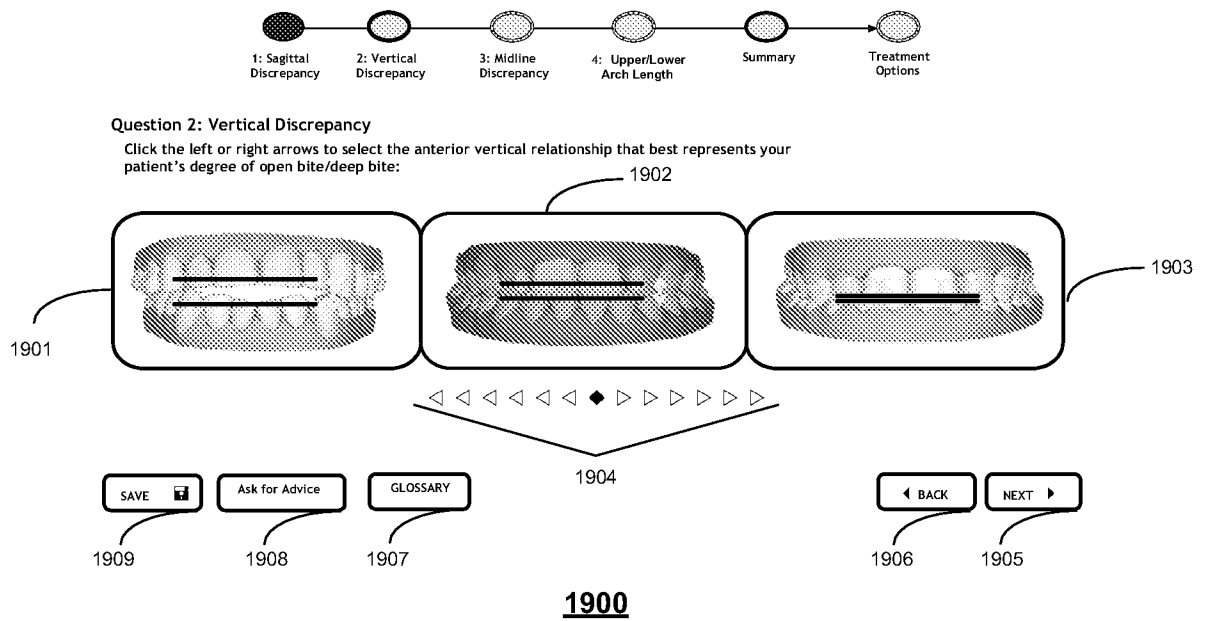 1: Sagittal Discrepancy
2: Vertical Discrepancy
3: Midline Discrepancy
4: Upper/Lower Arch Length
Summary
Treatment Options
Question 2: Vertical Discrepancy
Click the left or right arrows to select the anterior vertical relationship that best represents your
patient's degree of open bite/deep bite:
1902
1903
1901
1904
SAVE
Ask for Advice
GLOSSARY
BACK
NEXT
1909
1908
1907
1906
1905
1900